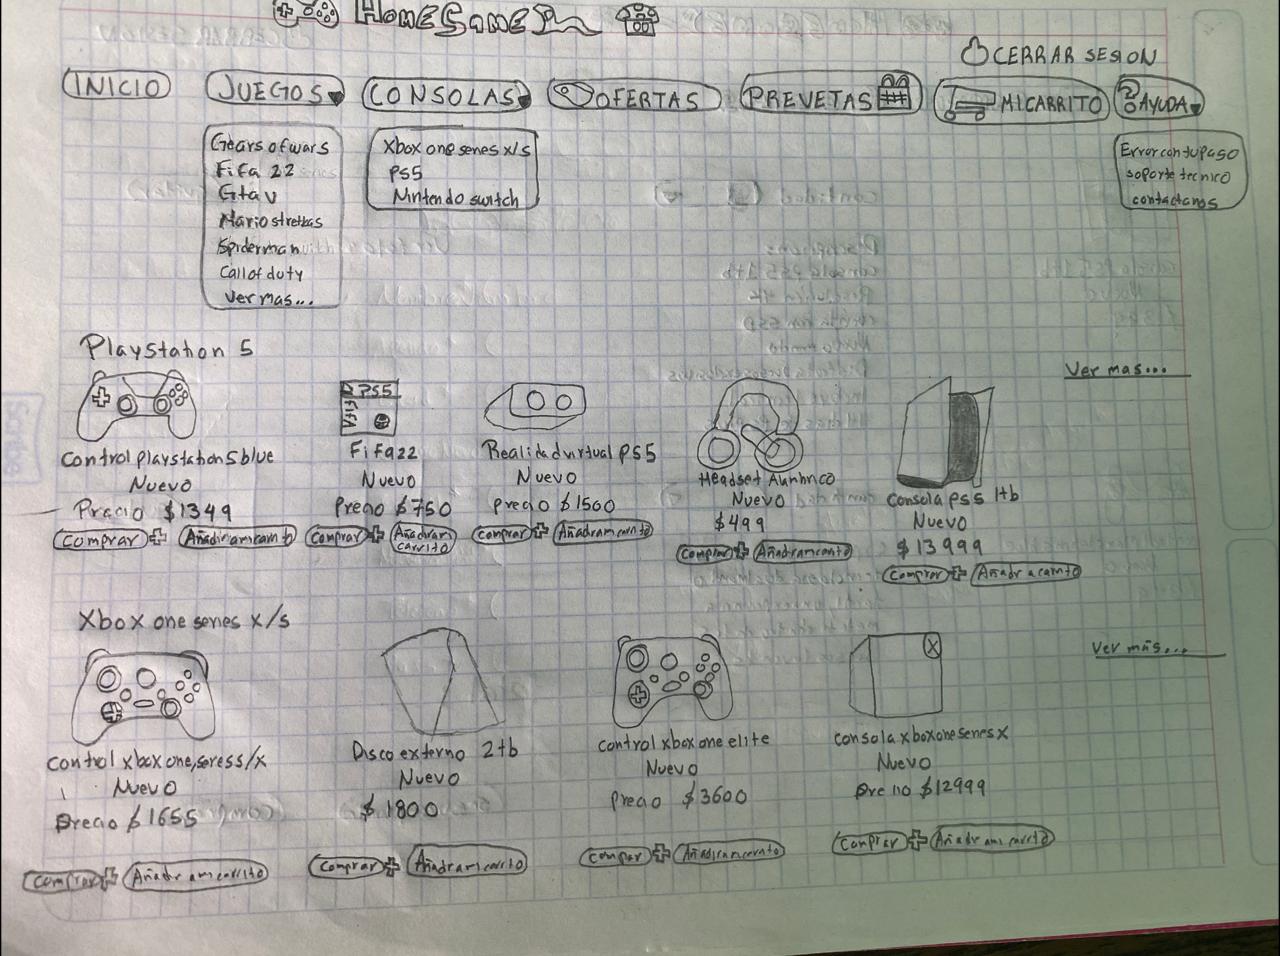 HOMEGAME
CERRAR SESION
INICIO JUEGOS CONSOLAS OFERTAS PREVETAS MI CARRITO AYUDA
Gears of wars
Fifa 22
Gta v
Mario
Spiderman
Call of duty
ver mas...
Xbox one series x/s
PS5
Nintendo switch
Error con tu paso
soporte tecnico
contactanos
Playstation 5
Ver mas...
control playstation 5 blue
Nuevo
Precio $1349
comprar + Añadir a mi carrito
PS5
FIFA
Fifa 22
Nuevo
Precio $750
Comprar + Añadir a mi
carrito
Realidad virtual PS5
Nuevo
precio $1500
comprar + Añadir a mi carrito
Headset
Nuevo
$499
Comprar + Añadir a mi carrito
Consola ps5 1tb
Nuevo
$13999
Comprar + Añadir a carrito
Xbox one series x/s
ver más...
control xbox one, series s/x
Nuevo
Precio $1655
comprar + Añadir a mi carrito
Disco externo 2tb
Nuevo
$1800
Comprar + Añadir a mi carrito
control xbox one elite
Nuevo
Precio $3600
Comprar + Añadir a mi carrito
X
consola xbox one series x
Nuevo
Precio $12999
Comprar + Añadir a mi carrito